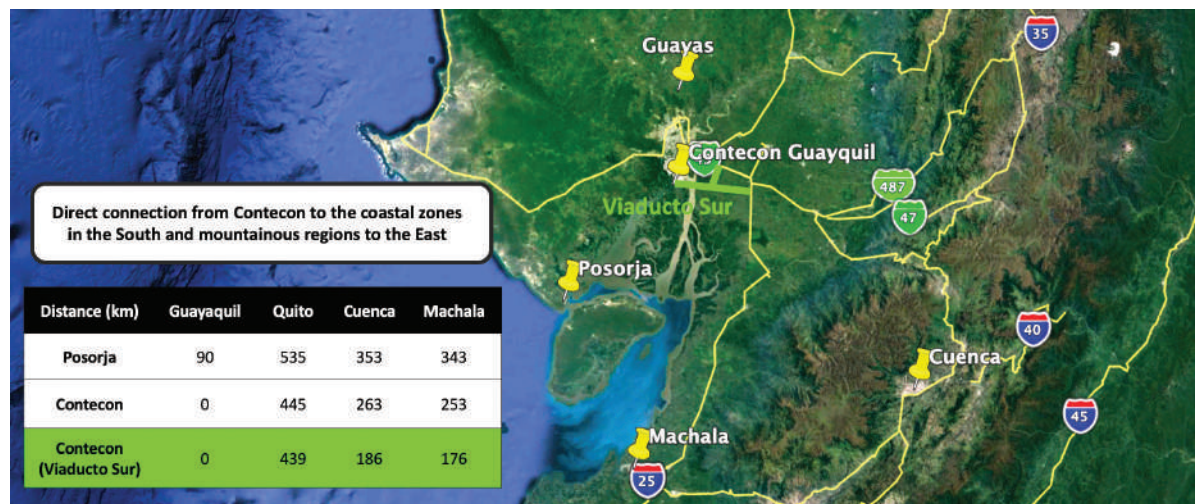 Guayas
35
Contecon Guayquil
487
Viaducto Sur
47
Direct connection from Contecon to the coastal zones
in the South and mountainous regions to the East
Posorja
Distance (km) Guayaquil Quito Cuenca Machala
Posorja 90 535 353 343
Contecon 0 445 263 253
Contecon
(Viaducto Sur) 0 439 186 176
40
Cuenca
45
Machala
25